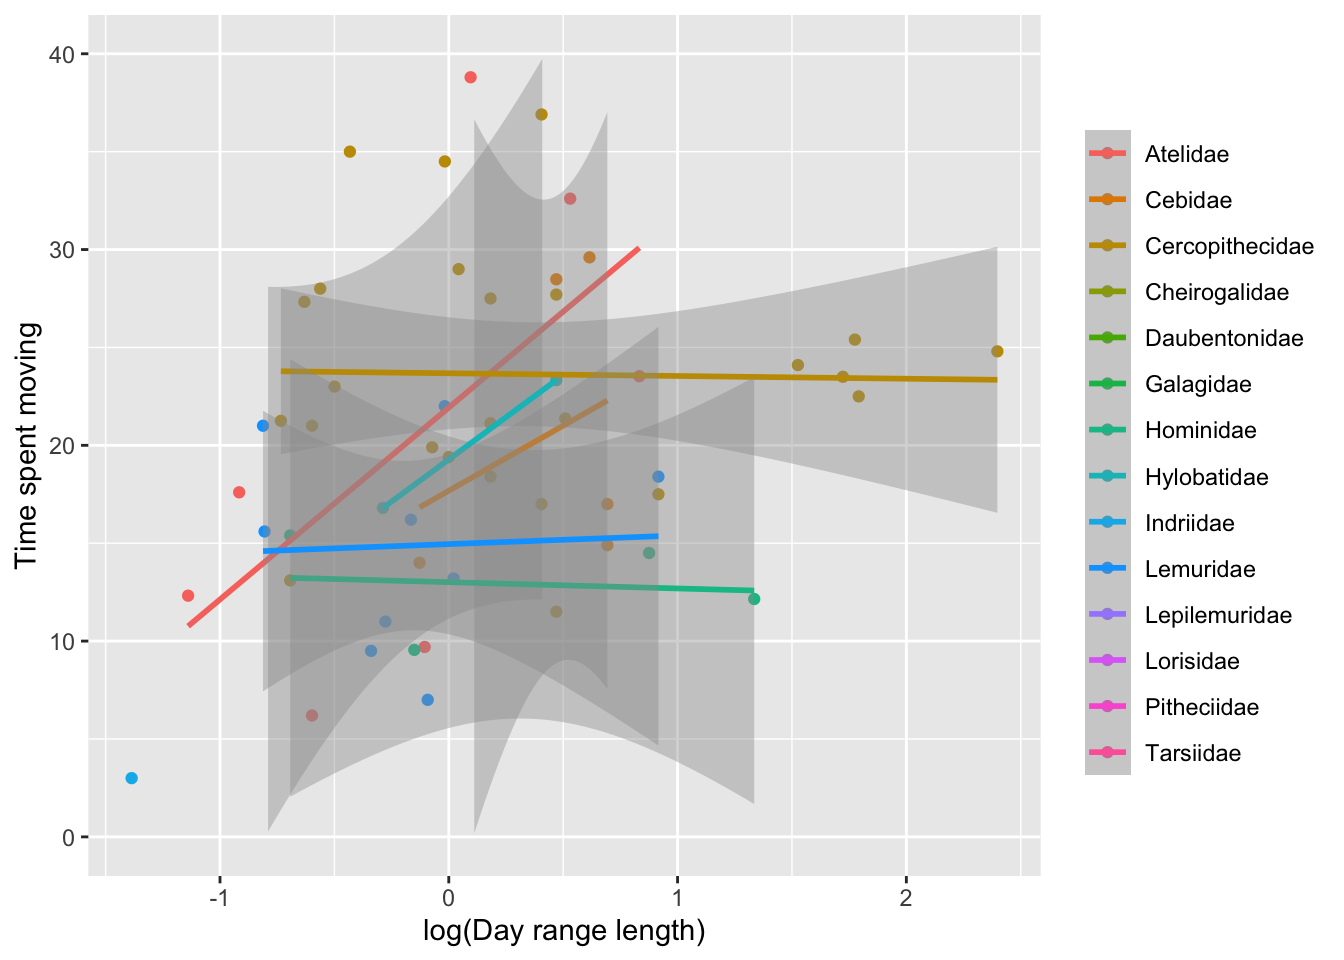 Time spent moving
40
30
20
10
0
-1
0
1
2
log(Day range length)
Atelidae
Cebidae
Cercopithecidae
Cheirogalidae
Daubentonidae
Galagidae
Hominidae
Hylobatidae
Indriidae
Lemuridae
Lepilemuridae
Lorisidae
Pitheciidae
Tarsiidae